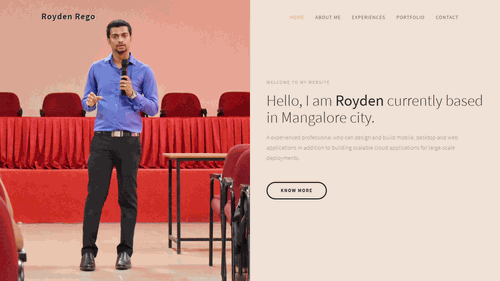 Royden Rego
HOME ABOUT ME EXPERIENCES PORTFOLIO CONTACT
WELCOME TO MY WEBSITE
Hello, I am Royden currently based
in Mangalore city.
A experienced professional who can design and build mobile, desktop and web
applications in addition to building scalable cloud applications for large-scale
deployments.
KNOW MORE